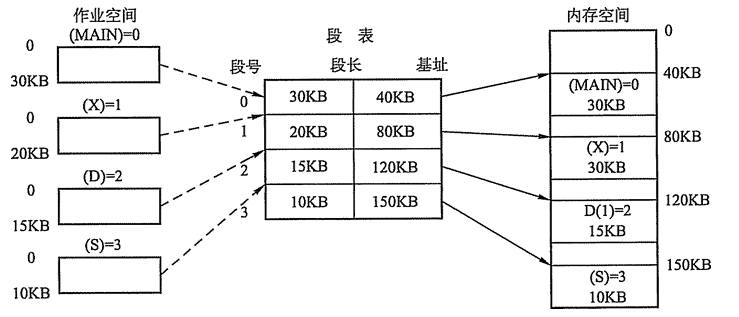 作业空间
(MAIN)=0
0
30KB
(X)=1
0
20KB
(D)=2
0
15KB
(S)=3
0
10KB
段 表
段号 段长 基址
0 30KB 40KB
1 20KB 80KB
2 15KB 120KB
3 10KB 150KB
内存空间
0
40KB
(MAIN)=0
30KB
80KB
(X)=1
30KB
120KB
D(1)=2
15KB
150KB
(S)=3
10KB